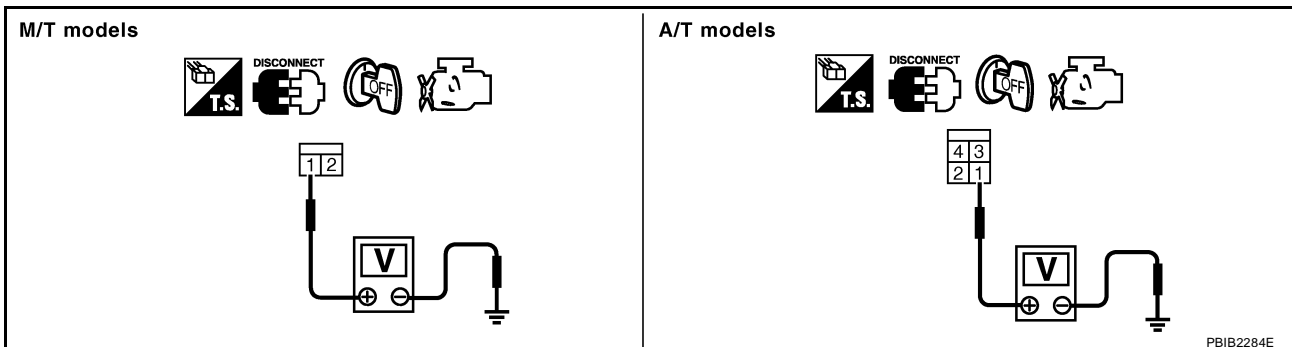 M/T models
DISCONNECT
T.S.
OFF
1 2
V
+ −
A/T models
DISCONNECT
T.S.
OFF
4 3
2 1
V
+ −
PBIB2284E